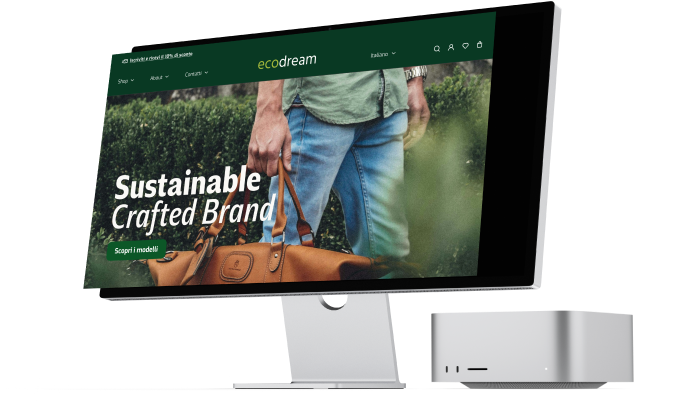 Iscriviti e ricevi il 10% di sconto
Shop
About
Contatti
ecodream
Italiano
Sustainable
Crafted Brand
Scopri i modelli